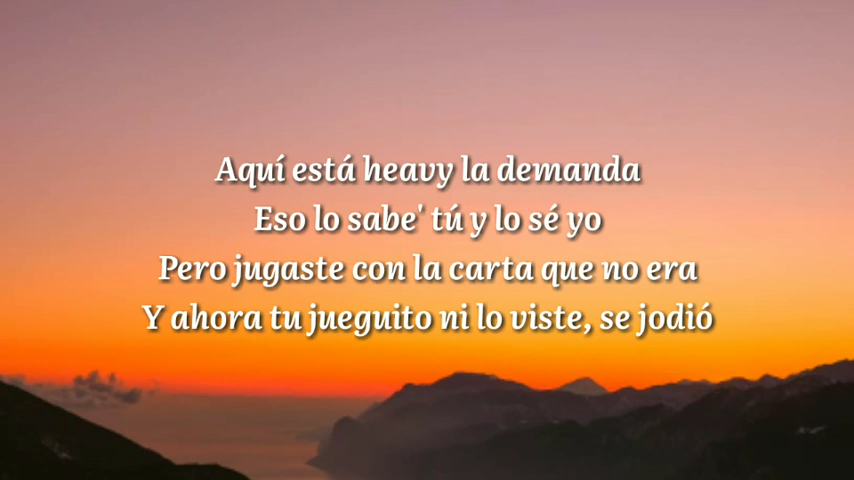 Aquí está heavy la demanda
Eso lo sabe' tú y lo sé yo
Pero jugaste con la carta que no era
Y ahora tu jueguito ni lo viste, se jodió